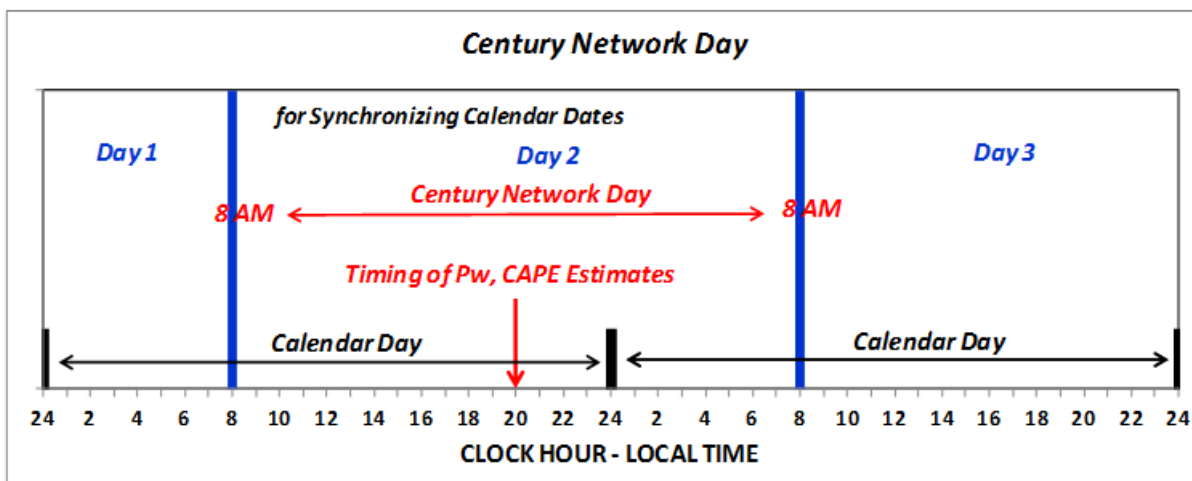 Century Network Day
for Synchronizing Calendar Dates
Day 1 Day 2 Day 3
Century Network Day
8 AM 8 AM
Timing of Pw, CAPE Estimates
Calendar Day Calendar Day
24 2 4 6 8 10 12 14 16 18 20 22 24 2 4 6 8 10 12 14 16 18 20 22 24
CLOCK HOUR - LOCAL TIME